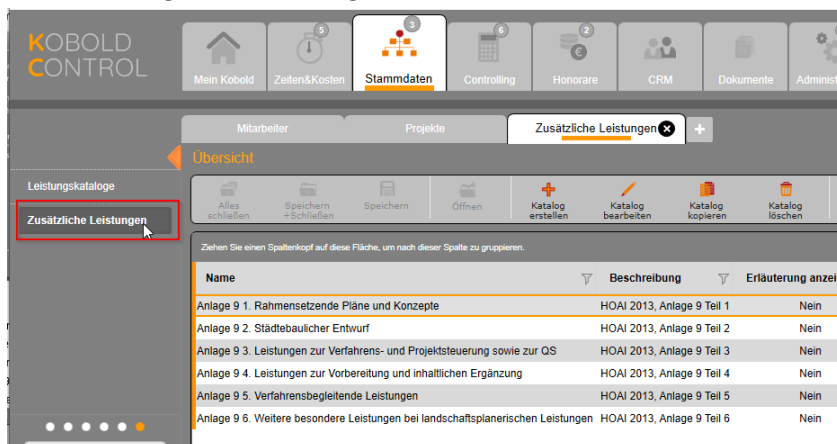 KOBOLD
CONTROL
5
3
6
2
Mein Kobold
Zeiten&Kosten
Stammdaten
Controlling
Honorare
CRM
Dokumente
Mitarbeiter
Projekte
Zusätzliche Leistungen
Übersicht
Leistungskataloge
Zusätzliche Leistungen
Alles
schließen
Speichern
+Schließen
Speichern
Öffnen
Katalog
erstellen
Katalog
bearbeiten
Katalog
kopieren
Katalog
löschen
Ziehen Sie einen Spaltenkopf auf diese Fläche, um nach dieser Spalte zu gruppieren.
Name Beschreibung Erläuterung anzei
Anlage 9 1. Rahmensetzende Pläne und Konzepte HOAI 2013, Anlage 9 Teil 1 Nein
Anlage 9 2. Städtebaulicher Entwurf HOAI 2013, Anlage 9 Teil 2 Nein
Anlage 9 3. Leistungen zur Verfahrens- und Projektsteuerung sowie zur QS HOAI 2013, Anlage 9 Teil 3 Nein
Anlage 9 4. Leistungen zur Vorbereitung und inhaltlichen Ergänzung HOAI 2013, Anlage 9 Teil 4 Nein
Anlage 9 5. Verfahrensbegleitende Leistungen HOAI 2013, Anlage 9 Teil 5 Nein
Anlage 9 6. Weitere besondere Leistungen bei landschaftsplanerischen Leistungen HOAI 2013, Anlage 9 Teil 6 Nein